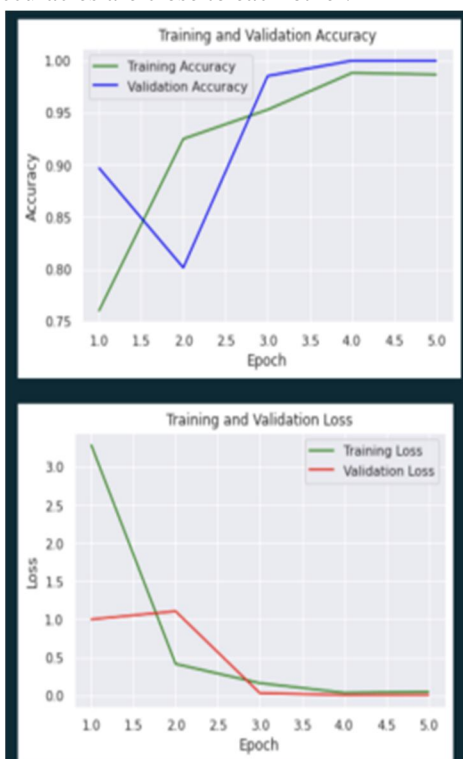 Training and Validation Accuracy
Training Accuracy
Validation Accuracy
1.00
0.95
0.90
0.85
0.80
0.75
Accuracy
1.0 1.5 2.0 2.5 3.0 3.5 4.0 4.5 5.0
Epoch
Training and Validation Loss
Training Loss
Validation Loss
3.0
2.5
2.0
1.5
1.0
0.5
0.0
Loss
1.0 1.5 2.0 2.5 3.0 3.5 4.0 4.5 5.0
Epoch